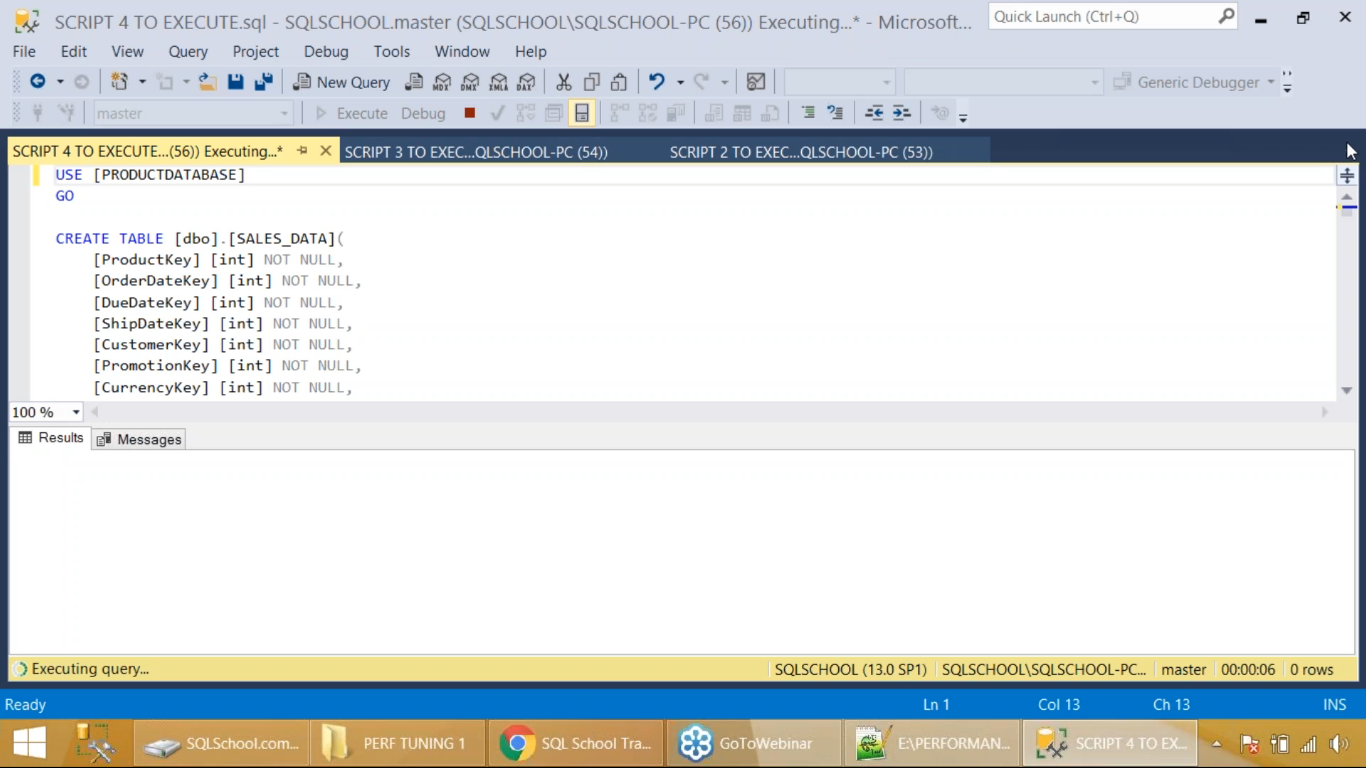 SCRIPT 4 TO EXECUTE.sql - SQLSCHOOL.master (SQLSCHOOL\SQLSCHOOL-PC (56)) Executing...* - Microsoft...
Quick Launch (Ctrl+Q)
File Edit View Query Project Debug Tools Window Help
New Query MDX DMX XMLA DAX Generic Debugger
master Execute Debug
SCRIPT 4 TO EXECUTE...(56)) Executing...* SCRIPT 3 TO EXEC...QLSCHOOL-PC (54)) SCRIPT 2 TO EXEC...QLSCHOOL-PC (53))
USE [PRODUCTDATABASE]
GO
CREATE TABLE [dbo].[SALES_DATA](
[ProductKey] [int] NOT NULL,
[OrderDateKey] [int] NOT NULL,
[DueDateKey] [int] NOT NULL,
[ShipDateKey] [int] NOT NULL,
[CustomerKey] [int] NOT NULL,
[PromotionKey] [int] NOT NULL,
[CurrencyKey] [int] NOT NULL,
100 %
Results Messages
Executing query... SQLSCHOOL (13.0 SP1) SQLSCHOOL\SQLSCHOOL-PC... master 00:00:06 0 rows
Ready Ln 1 Col 13 Ch 13 INS
SQLSchool.com... PERF TUNING 1 SQL School Tra... GoToWebinar E:\PERFORMAN... SCRIPT 4 TO EX...